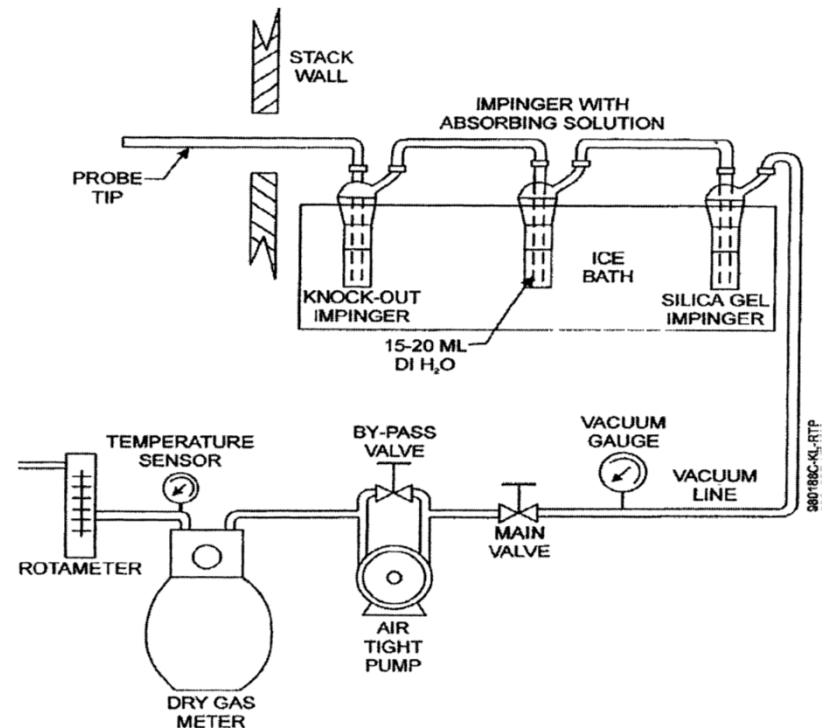 STACK
WALL
IMPINGER WITH
ABSORBING SOLUTION
PROBE
TIP
ICE
BATH
KNOCK-OUT
IMPINGER
SILICA GEL
IMPINGER
15-20 ML
DI H₂O
TEMPERATURE
SENSOR
BY-PASS
VALVE
VACUUM
GAUGE
VACUUM
LINE
MAIN
VALVE
ROTAMETER
AIR
TIGHT
PUMP
DRY GAS
METER
980188C-KL-RTP